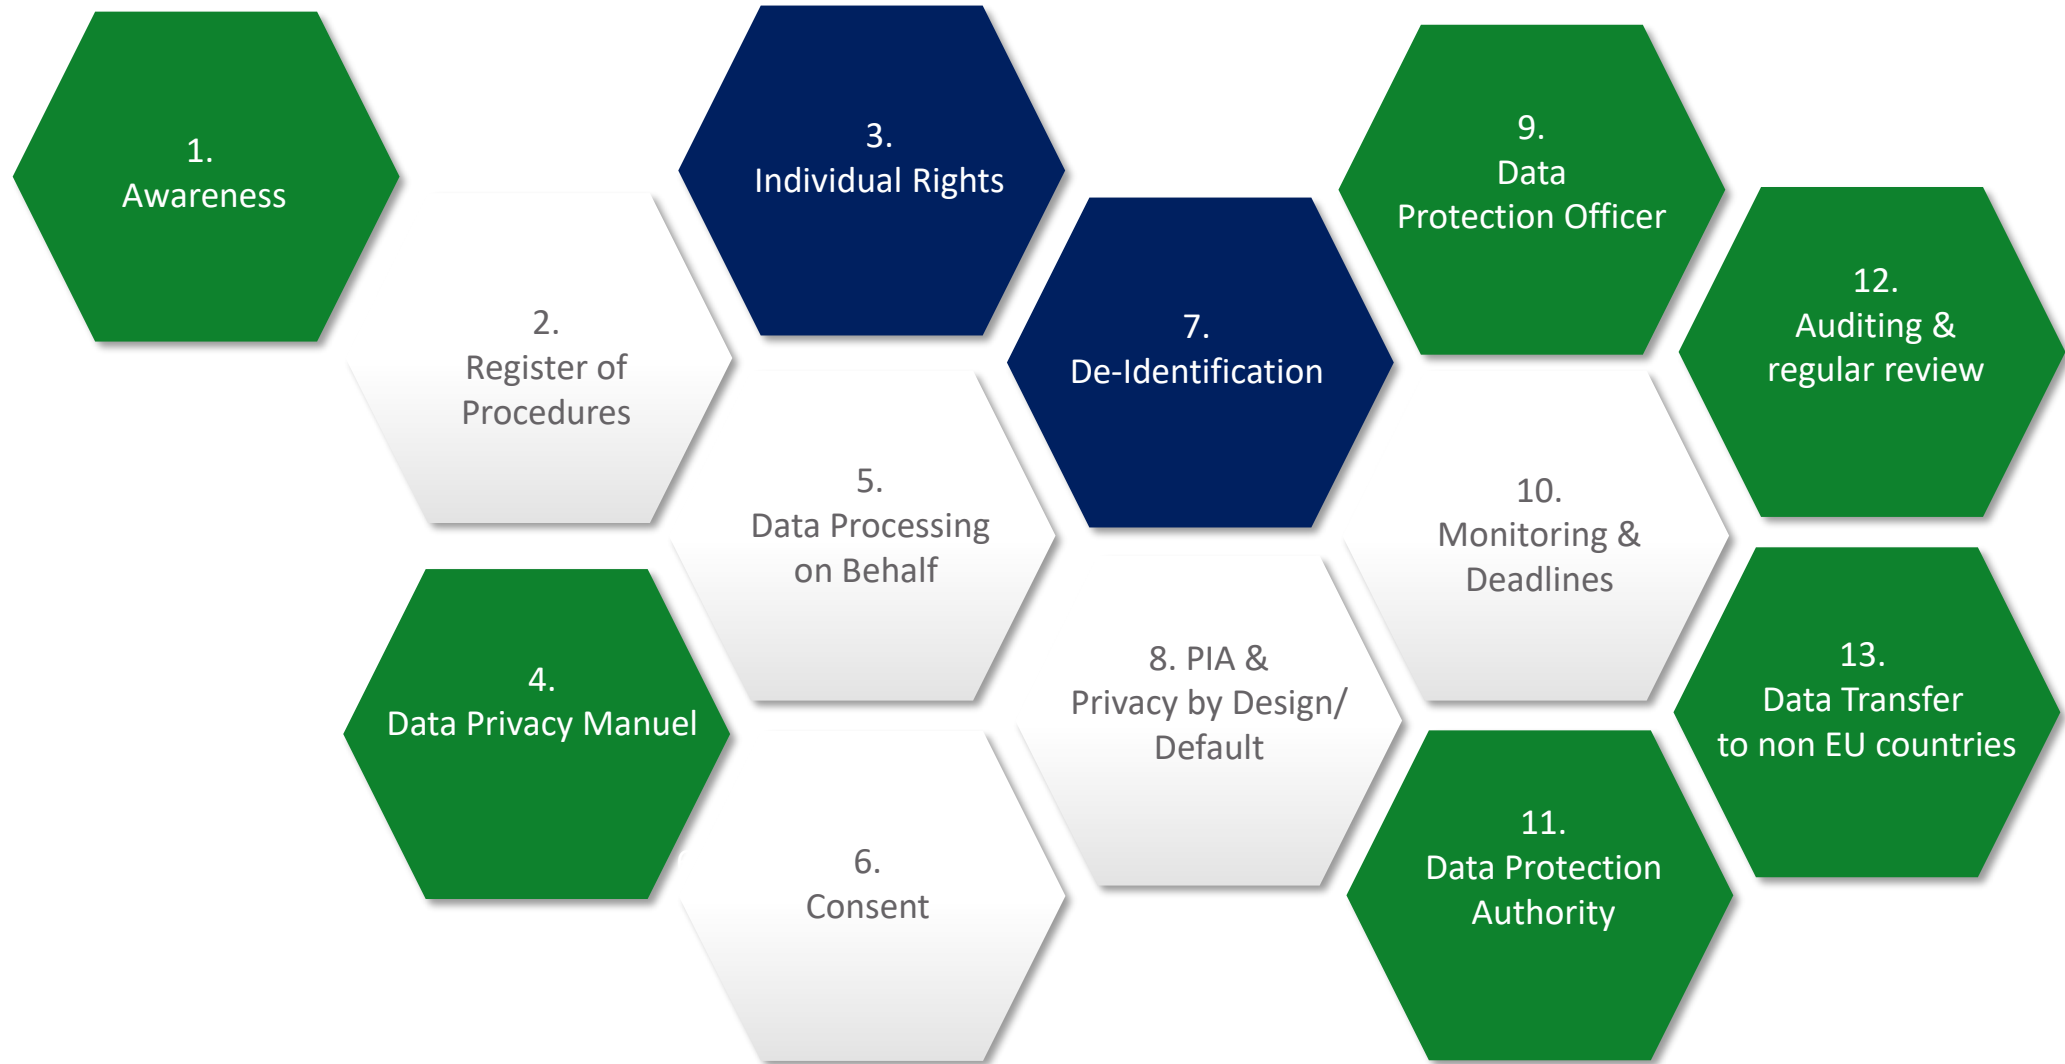 1.
Awareness
2.
Register of
Procedures
3.
Individual Rights
4.
Data Privacy Manuel
5.
Data Processing
on Behalf
6.
Consent
7.
De-Identification
8. PIA &
Privacy by Design/
Default
9.
Data
Protection Officer
10.
Monitoring &
Deadlines
11.
Data Protection
Authority
12.
Auditing &
regular review
13.
Data Transfer
to non EU countries